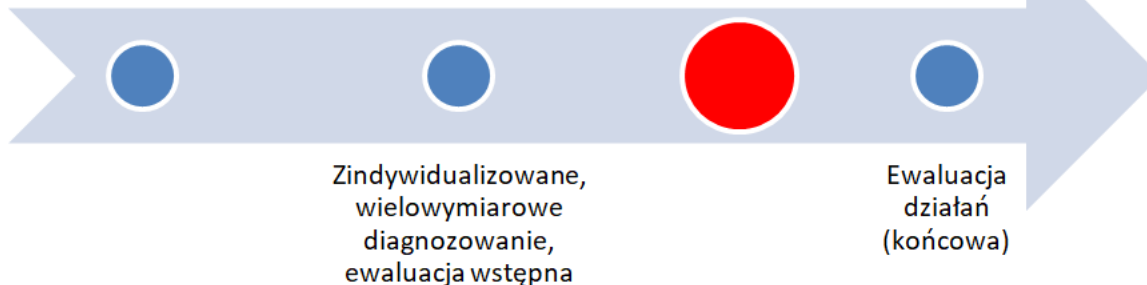 Zindywidualizowane,
wielowymiarowe
diagnozowanie,
ewaluacja wstępna
Ewaluacja
działań
(końcowa)